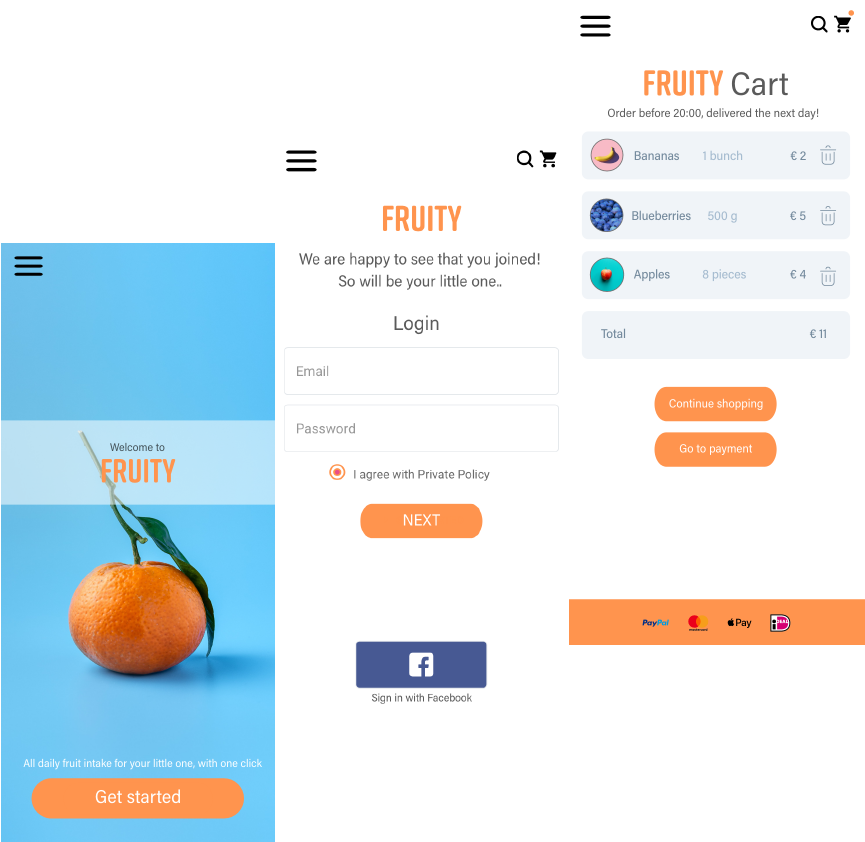 Welcome to
FRUITY
All daily fruit intake for your little one, with one click
Get started
FRUITY
We are happy to see that you joined!
So will be your little one..
Login
Email
Password
I agree with Private Policy
NEXT
Sign in with Facebook
FRUITY Cart
Order before 20:00, delivered the next day!
Bananas 1 bunch € 2
Blueberries 500 g € 5
Apples 8 pieces € 4
Total € 11
Continue shopping
Go to payment
PayPal mastercard Pay iDEAL